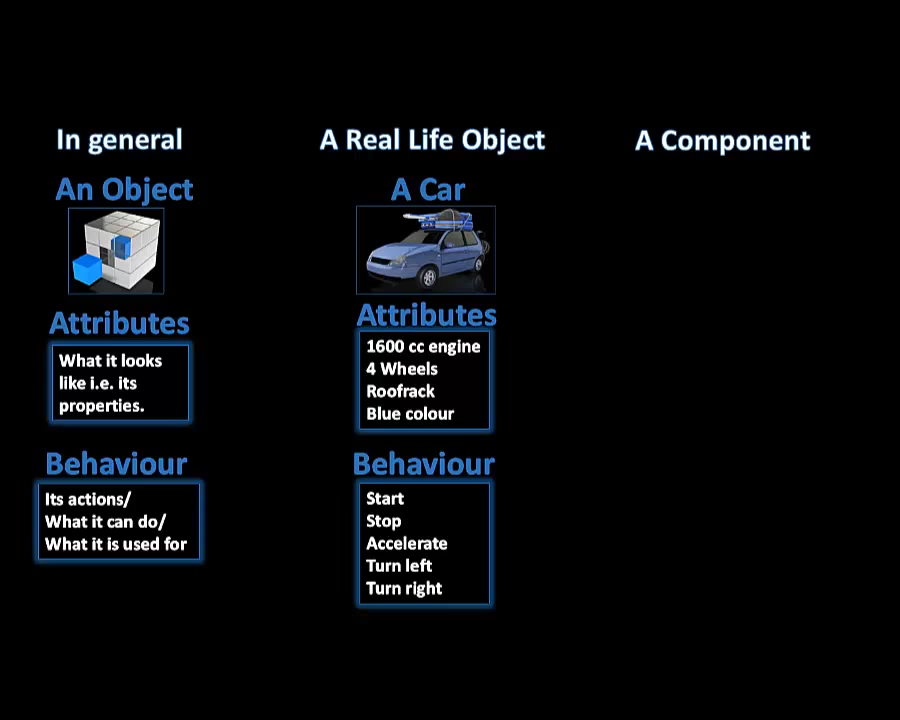 In general
An Object
Attributes
What it looks
like i.e. its
properties.
Behaviour
Its actions/
What it can do/
What it is used for
A Real Life Object
A Car
Attributes
1600 cc engine
4 Wheels
Roofrack
Blue colour
Behaviour
Start
Stop
Accelerate
Turn left
Turn right
A Component